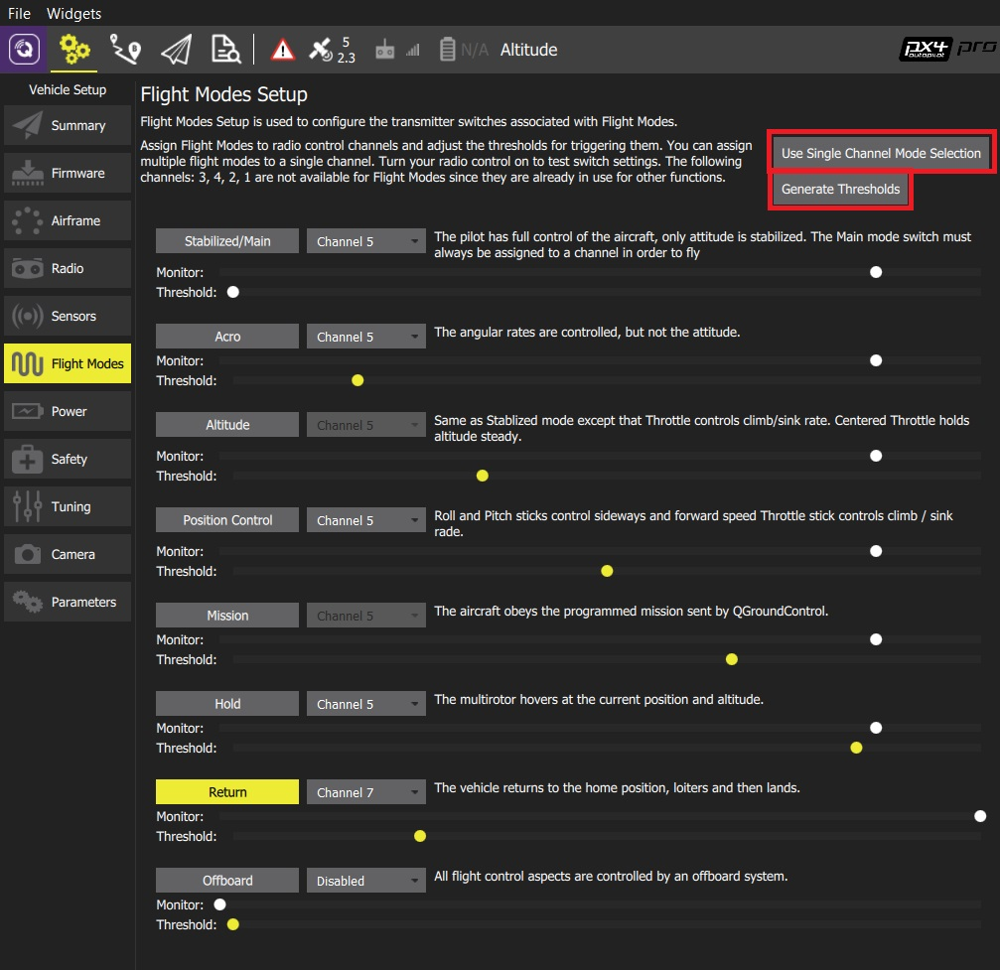 File Widgets
5
2.3
N/A Altitude
px4 pro
autopilot
Vehicle Setup
Summary
Firmware
Airframe
Radio
Sensors
Flight Modes
Power
Safety
Tuning
Camera
Parameters
Flight Modes Setup
Flight Modes Setup is used to configure the transmitter switches associated with Flight Modes.
Assign Flight Modes to radio control channels and adjust the thresholds for triggering them. You can assign
multiple flight modes to a single channel. Turn your radio control on to test switch settings. The following
channels: 3, 4, 2, 1 are not available for Flight Modes since they are already in use for other functions.
Use Single Channel Mode Selection
Generate Thresholds
Stabilized/Main Channel 5 The pilot has full control of the aircraft, only attitude is stabilized. The Main mode switch must
always be assigned to a channel in order to fly
Monitor:
Threshold:
Acro Channel 5 The angular rates are controlled, but not the attitude.
Monitor:
Threshold:
Altitude Channel 5 Same as Stablized mode except that Throttle controls climb/sink rate. Centered Throttle holds
altitude steady.
Monitor:
Threshold:
Position Control Channel 5 Roll and Pitch sticks control sideways and forward speed Throttle stick controls climb / sink
rade.
Monitor:
Threshold:
Mission Channel 5 The aircraft obeys the programmed mission sent by QGroundControl.
Monitor:
Threshold:
Hold Channel 5 The multirotor hovers at the current position and altitude.
Monitor:
Threshold:
Return Channel 7 The vehicle returns to the home position, loiters and then lands.
Monitor:
Threshold:
Offboard Disabled All flight control aspects are controlled by an offboard system.
Monitor:
Threshold: